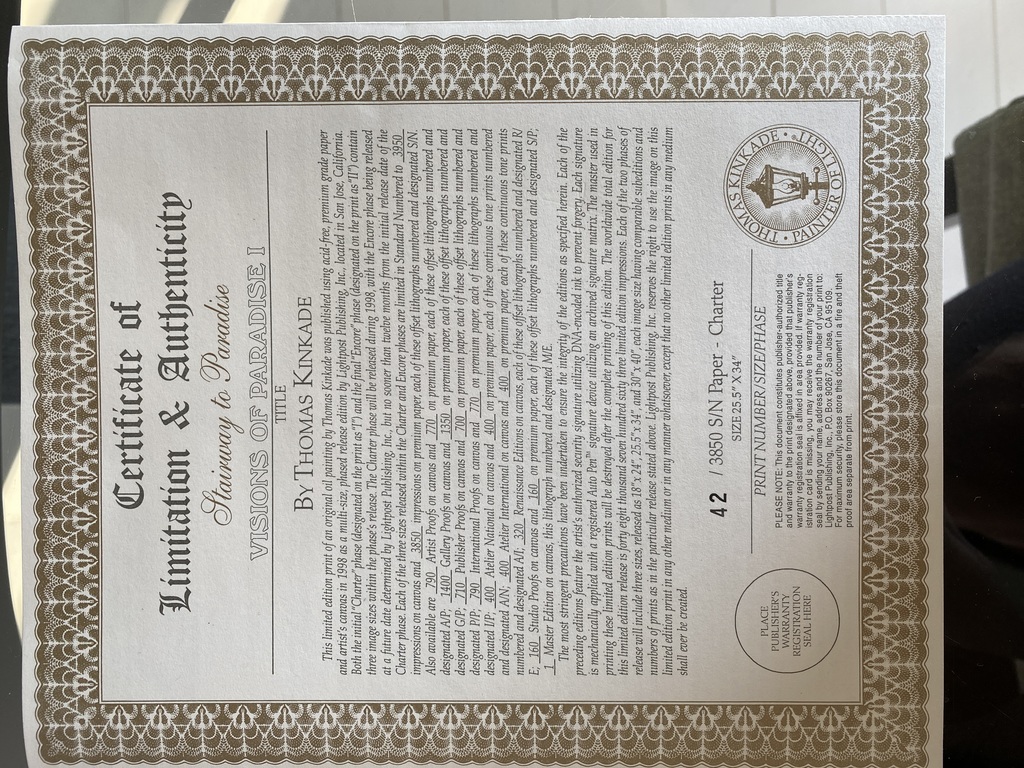 Certificate of
Limitation & Authenticity
Stairway to Paradise
VISIONS OF PARADISE I
TITLE
BY THOMAS KINKADE
This limited edition print of an original oil painting by Thomas Kinkade was published using acid-free, premium grade paper
and artist's canvas in 1998 as a multi-size, phased release edition by Lightpost Publishing, Inc., located in San Jose, California.
Both the initial "Charter" phase (designated on the print as "I") and the final "Encore" phase (designated on the print as "II") contain
three image sizes within the phase's release. The Charter phase will be released during 1998, with the Encore phase being released
at a future date determined by Lightpost Publishing, Inc., but no sooner than twelve months from the initial release date of the
Charter phase. Each of the three sizes released within the Charter and Encore phases are limited in Standard Numbered to 3950
impressions on canvas and 3850 impressions on premium paper, each of these offset lithographs numbered and designated S/N.
Also available are 790 Artist Proofs on canvas and 770 on premium paper, each of these offset lithographs numbered and
designated A/P; 1400 Gallery Proofs on canvas and 1350 on premium paper, each of these offset lithographs numbered and
designated G/P; 710 Publisher Proofs on canvas and 700 on premium paper, each of these offset lithographs numbered and
designated P/P; 790 International Proofs on canvas and 770 on premium paper, each of these lithographs numbered and
designated I/P; 400 Atelier National on canvas and 400 on premium paper, each of these continuous tone prints numbered
and designated A/N; 400 Atelier International on canvas and 400 on premium paper, each of these continuous tone prints
numbered and designated A/I; 320 Renaissance Editions on canvas, each of these offset lithographs numbered and designated R/
E; 160 Studio Proofs on canvas and 160 on premium paper, each of these offset lithographs numbered and designated S/P;
1 Master Edition on canvas, this lithograph numbered and designated M/E.
The most stringent precautions have been undertaken to ensure the integrity of the editions as specified herein. Each of the
preceding editions feature the artist's authorized security signature utilizing DNA-encoded ink to prevent forgery. Each signature
is mechanically applied with a registered Auto Pen™ signature device utilizing an archived signature matrix. The master used in
printing these limited edition prints will be destroyed after the complete printing of this edition. The worldwide total edition for
this limited edition release is forty eight thousand seven hundred sixty three limited edition impressions. Each of the two phases of
release will include three sizes, released as 18"x 24", 25.5"x 34", and 30"x 40", each image size having comparable subeditions and
numbers of prints as in the particular release stated above. Lightpost Publishing, Inc. reserves the right to use the image on this
limited edition print in any other medium or in any manner whatsoever, except that no other limited edition prints in any medium
shall ever be created.
42 / 3850 S/N Paper - Charter
SIZE 25.5" X 34"
PRINT NUMBER/SIZE/PHASE
PLACE
PUBLISHER'S
WARRANTY
REGISTRATION
SEAL HERE
PLEASE NOTE: This document constitutes publisher-authorized title
and warranty to the print designated above, provided that publisher's
warranty registration seal is affixed in area provided. If warranty reg-
istration card is missing, you may receive the warranty registration
seal by sending your name, address and the number of your print to:
Lightpost Publishing, Inc., P.O. Box 90267, San Jose, CA 95109.
For maximum security, please store this document in a fire and theft
proof area separate from print.
THOMAS KINKADE • PAINTER OF LIGHT™ •